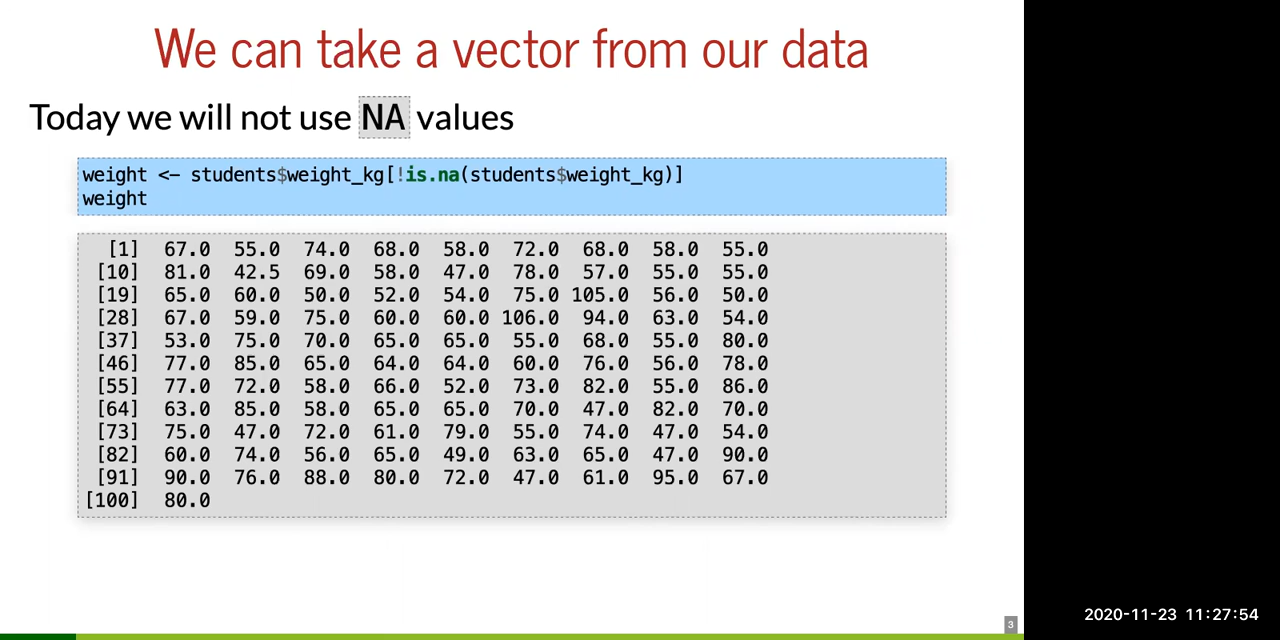 We can take a vector from our data
Today we will not use NA values
weight <- students$weight_kg[!is.na(students$weight_kg)]
weight
[1] 67.0 55.0 74.0 68.0 58.0 72.0 68.0 58.0 55.0
[10] 81.0 42.5 69.0 58.0 47.0 78.0 57.0 55.0 55.0
[19] 65.0 60.0 50.0 52.0 54.0 75.0 105.0 56.0 50.0
[28] 67.0 59.0 75.0 60.0 60.0 106.0 94.0 63.0 54.0
[37] 53.0 75.0 70.0 65.0 65.0 55.0 68.0 55.0 80.0
[46] 77.0 85.0 65.0 64.0 64.0 60.0 76.0 56.0 78.0
[55] 77.0 72.0 58.0 66.0 52.0 73.0 82.0 55.0 86.0
[64] 63.0 85.0 58.0 65.0 65.0 70.0 47.0 82.0 70.0
[73] 75.0 47.0 72.0 61.0 79.0 55.0 74.0 47.0 54.0
[82] 60.0 74.0 56.0 65.0 49.0 63.0 65.0 47.0 90.0
[91] 90.0 76.0 88.0 80.0 72.0 47.0 61.0 95.0 67.0
[100] 80.0
3
2020-11-23 11:27:54